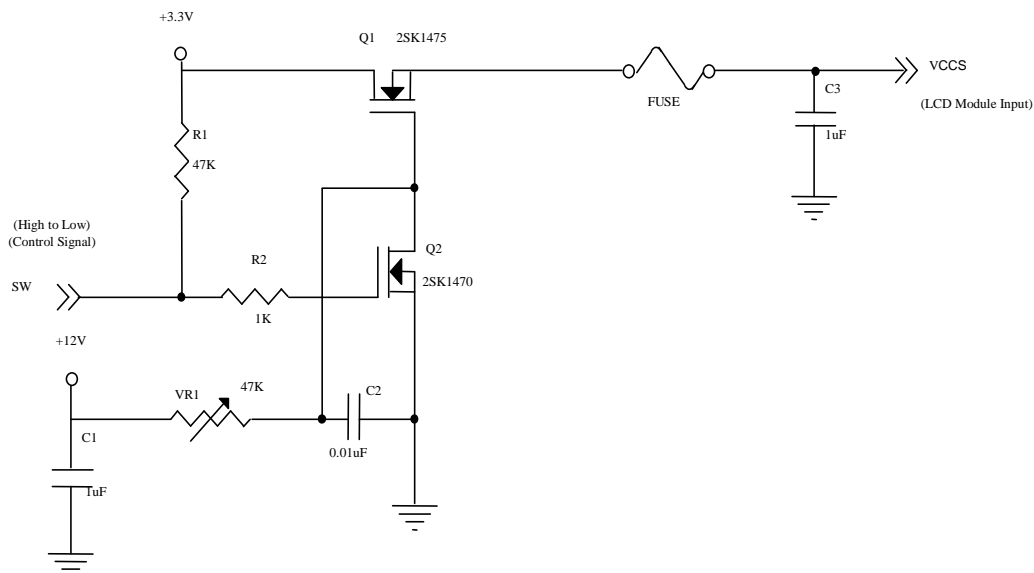 +3.3V
Q1 2SK1475
VCCS
FUSE
C3
(LCD Module Input)
R1
1uF
47K
(High to Low)
(Control Signal)
Q2
R2
SW
2SK1470
1K
+12V
VR1
47K
C2
C1
0.01uF
1uF